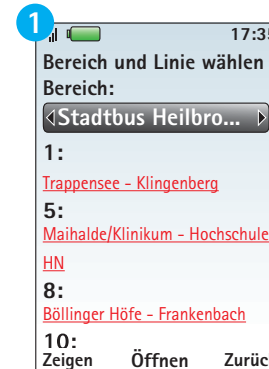 1
17:35
Bereich und Linie wählen
Bereich:
Stadtbus Heilbro...
1:
Trappensee - Klingenberg
5:
Maihalde/Klinikum - Hochschule
HN
8:
Böllinger Höfe - Frankenbach
10:
Zeigen Öffnen Zurüc